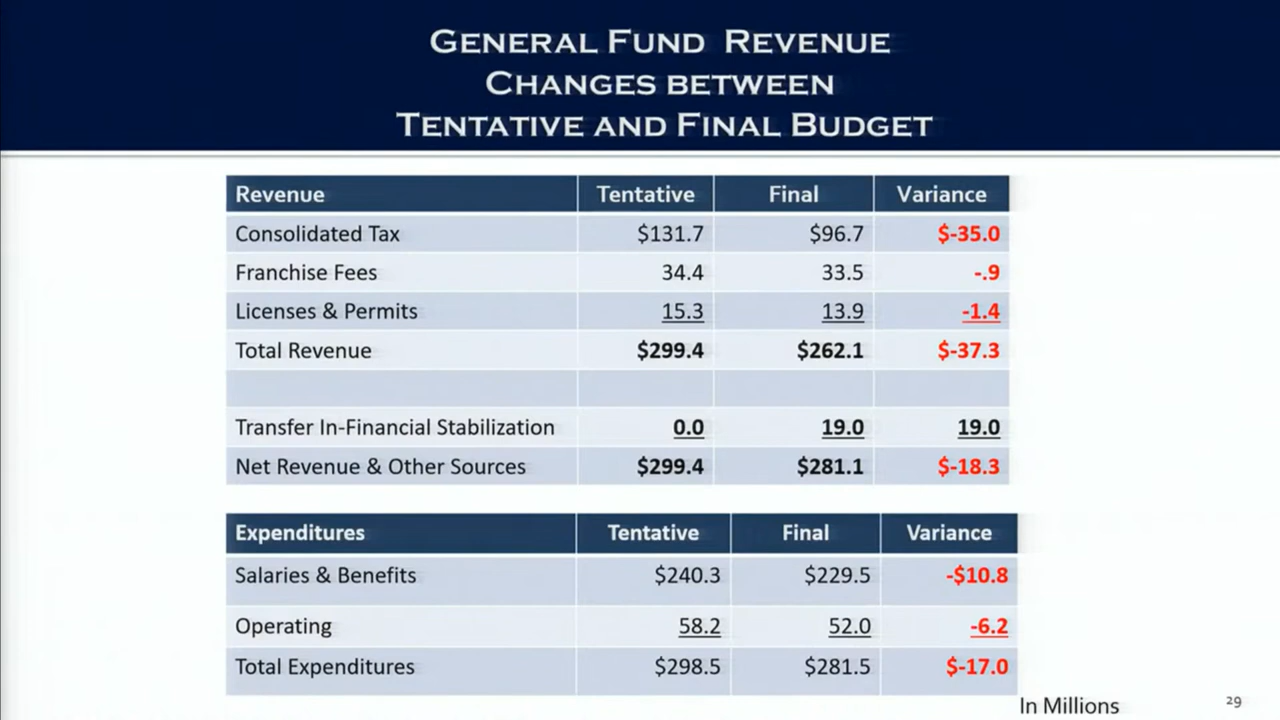 GENERAL FUND REVENUE
CHANGES BETWEEN
TENTATIVE AND FINAL BUDGET
Revenue Tentative Final Variance
Consolidated Tax $131.7 $96.7 $-35.0
Franchise Fees 34.4 33.5 -.9
Licenses & Permits 15.3 13.9 -1.4
Total Revenue $299.4 $262.1 $-37.3
Transfer In-Financial Stabilization 0.0 19.0 19.0
Net Revenue & Other Sources $299.4 $281.1 $-18.3
Expenditures Tentative Final Variance
Salaries & Benefits $240.3 $229.5 -$10.8
Operating 58.2 52.0 -6.2
Total Expenditures $298.5 $281.5 $-17.0
In Millions
29